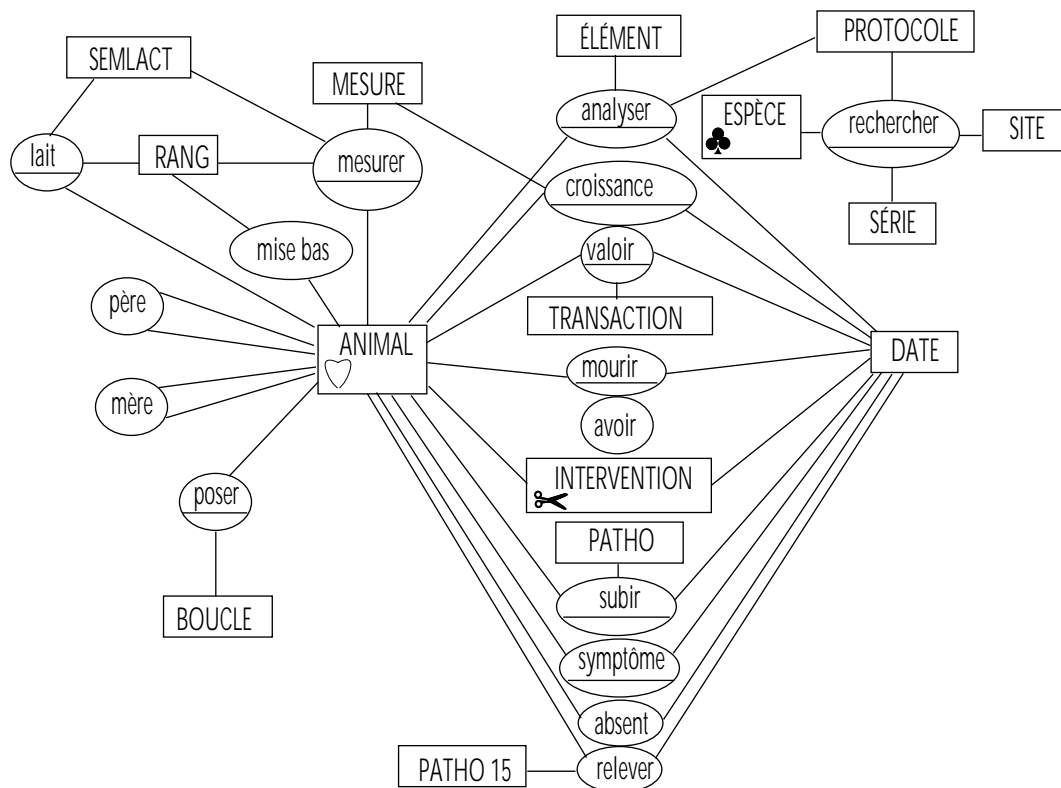 ÉLÉMENT
PROTOCOLE
SEMLACT
MESURE
analyser
ESPÈCE
rechercher
SITE
lait
RANG
mesurer
croissance
SÉRIE
mise bas
valoir
père
TRANSACTION
ANIMAL
DATE
mourir
mère
avoir
INTERVENTION
poser
PATHO
subir
BOUCLE
symptôme
absent
PATHO 15
relever